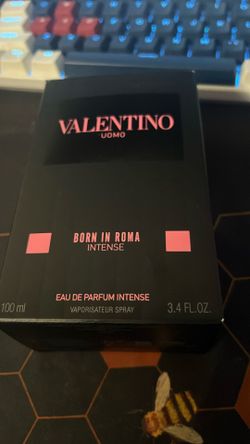 VALENTINO
UOMO
BORN IN ROMA
INTENSE
EAU DE PARFUM INTENSE
VAPORISATEUR SPRAY
100 ml
3.4 FL.OZ.